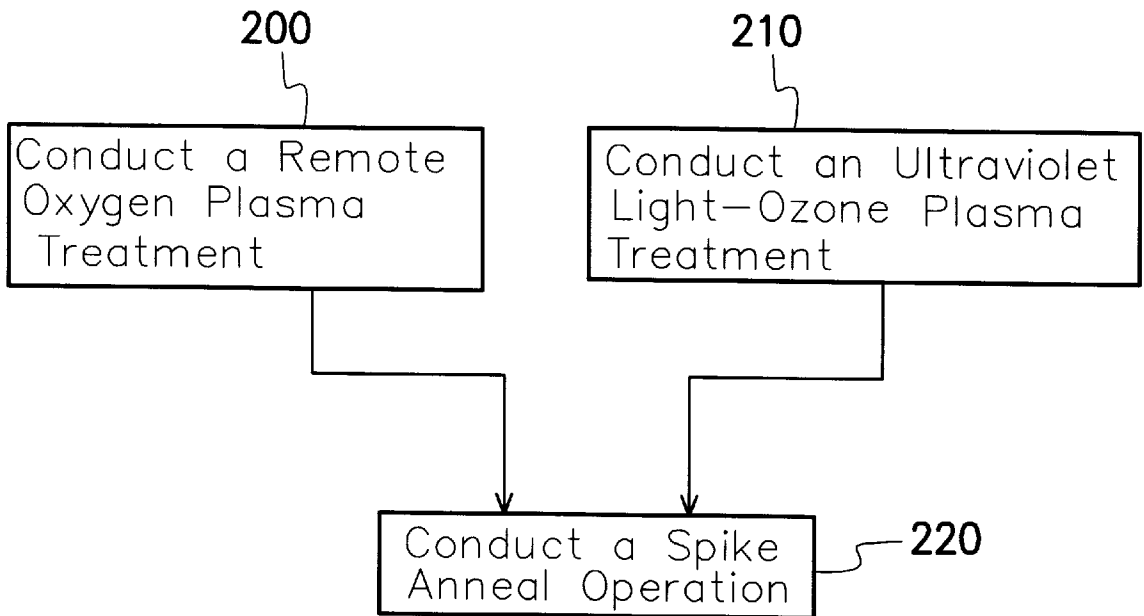 200
210
Conduct a Remote
Oxygen Plasma
Treatment
Conduct an Ultraviolet
Light-Ozone Plasma
Treatment
Conduct a Spike
Anneal Operation
220